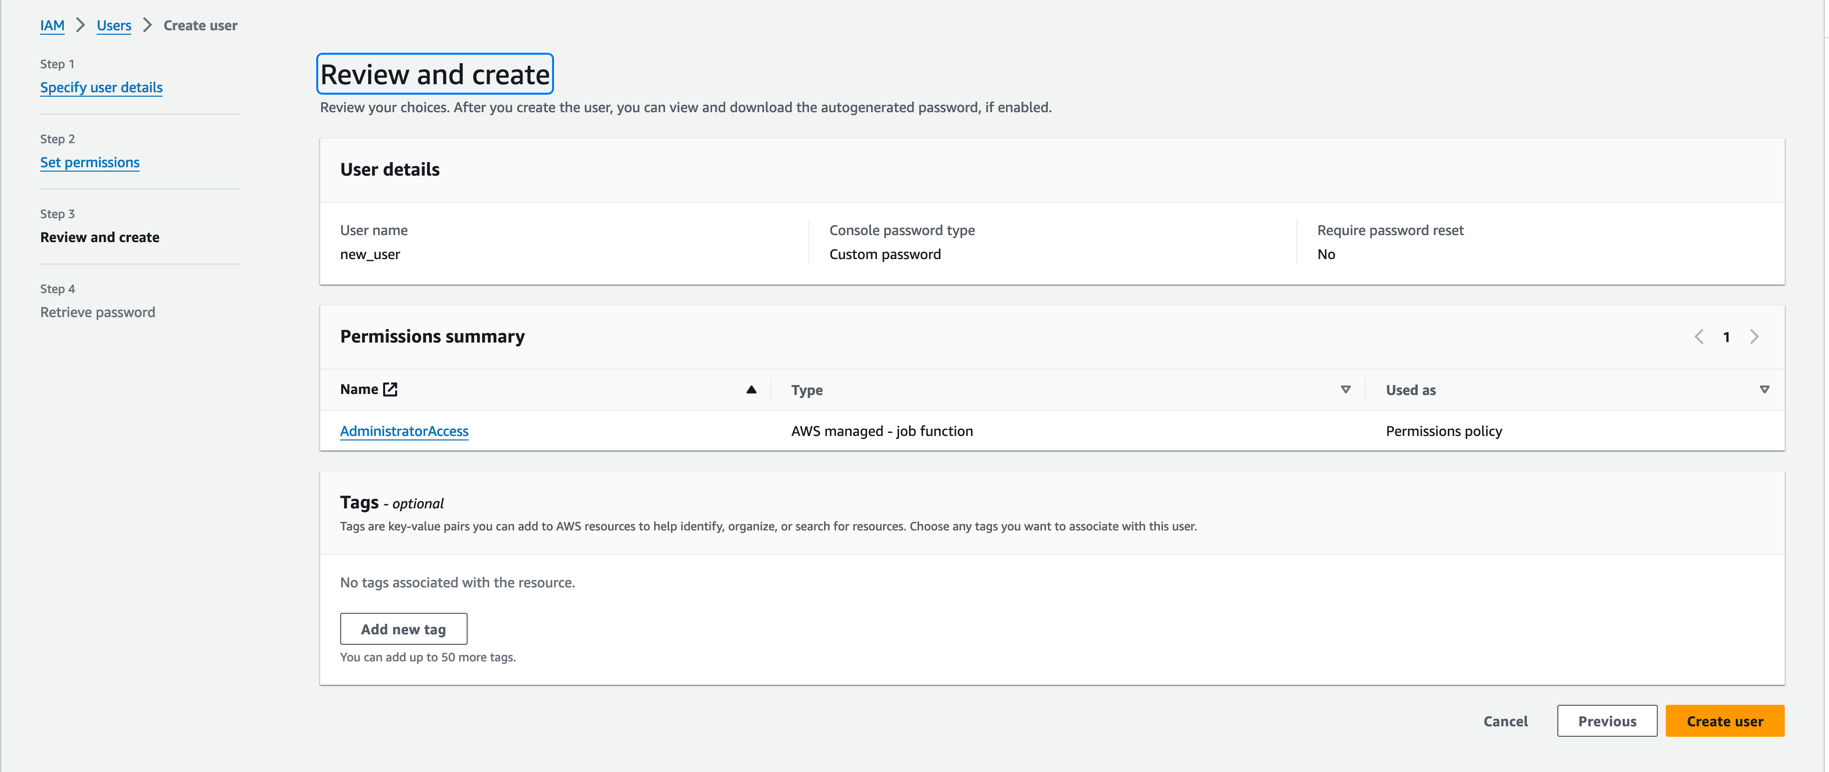 IAM > Users > Create user
Step 1
Specify user details
Step 2
Set permissions
Step 3
Review and create
Step 4
Retrieve password
Review and create
Review your choices. After you create the user, you can view and download the autogenerated password, if enabled.
User details
User name
new_user
Console password type
Custom password
Require password reset
No
Permissions summary
1
Name Type Used as
AdministratorAccess AWS managed - job function Permissions policy
Tags - optional
Tags are key-value pairs you can add to AWS resources to help identify, organize, or search for resources. Choose any tags you want to associate with this user.
No tags associated with the resource.
Add new tag
You can add up to 50 more tags.
Cancel Previous Create user